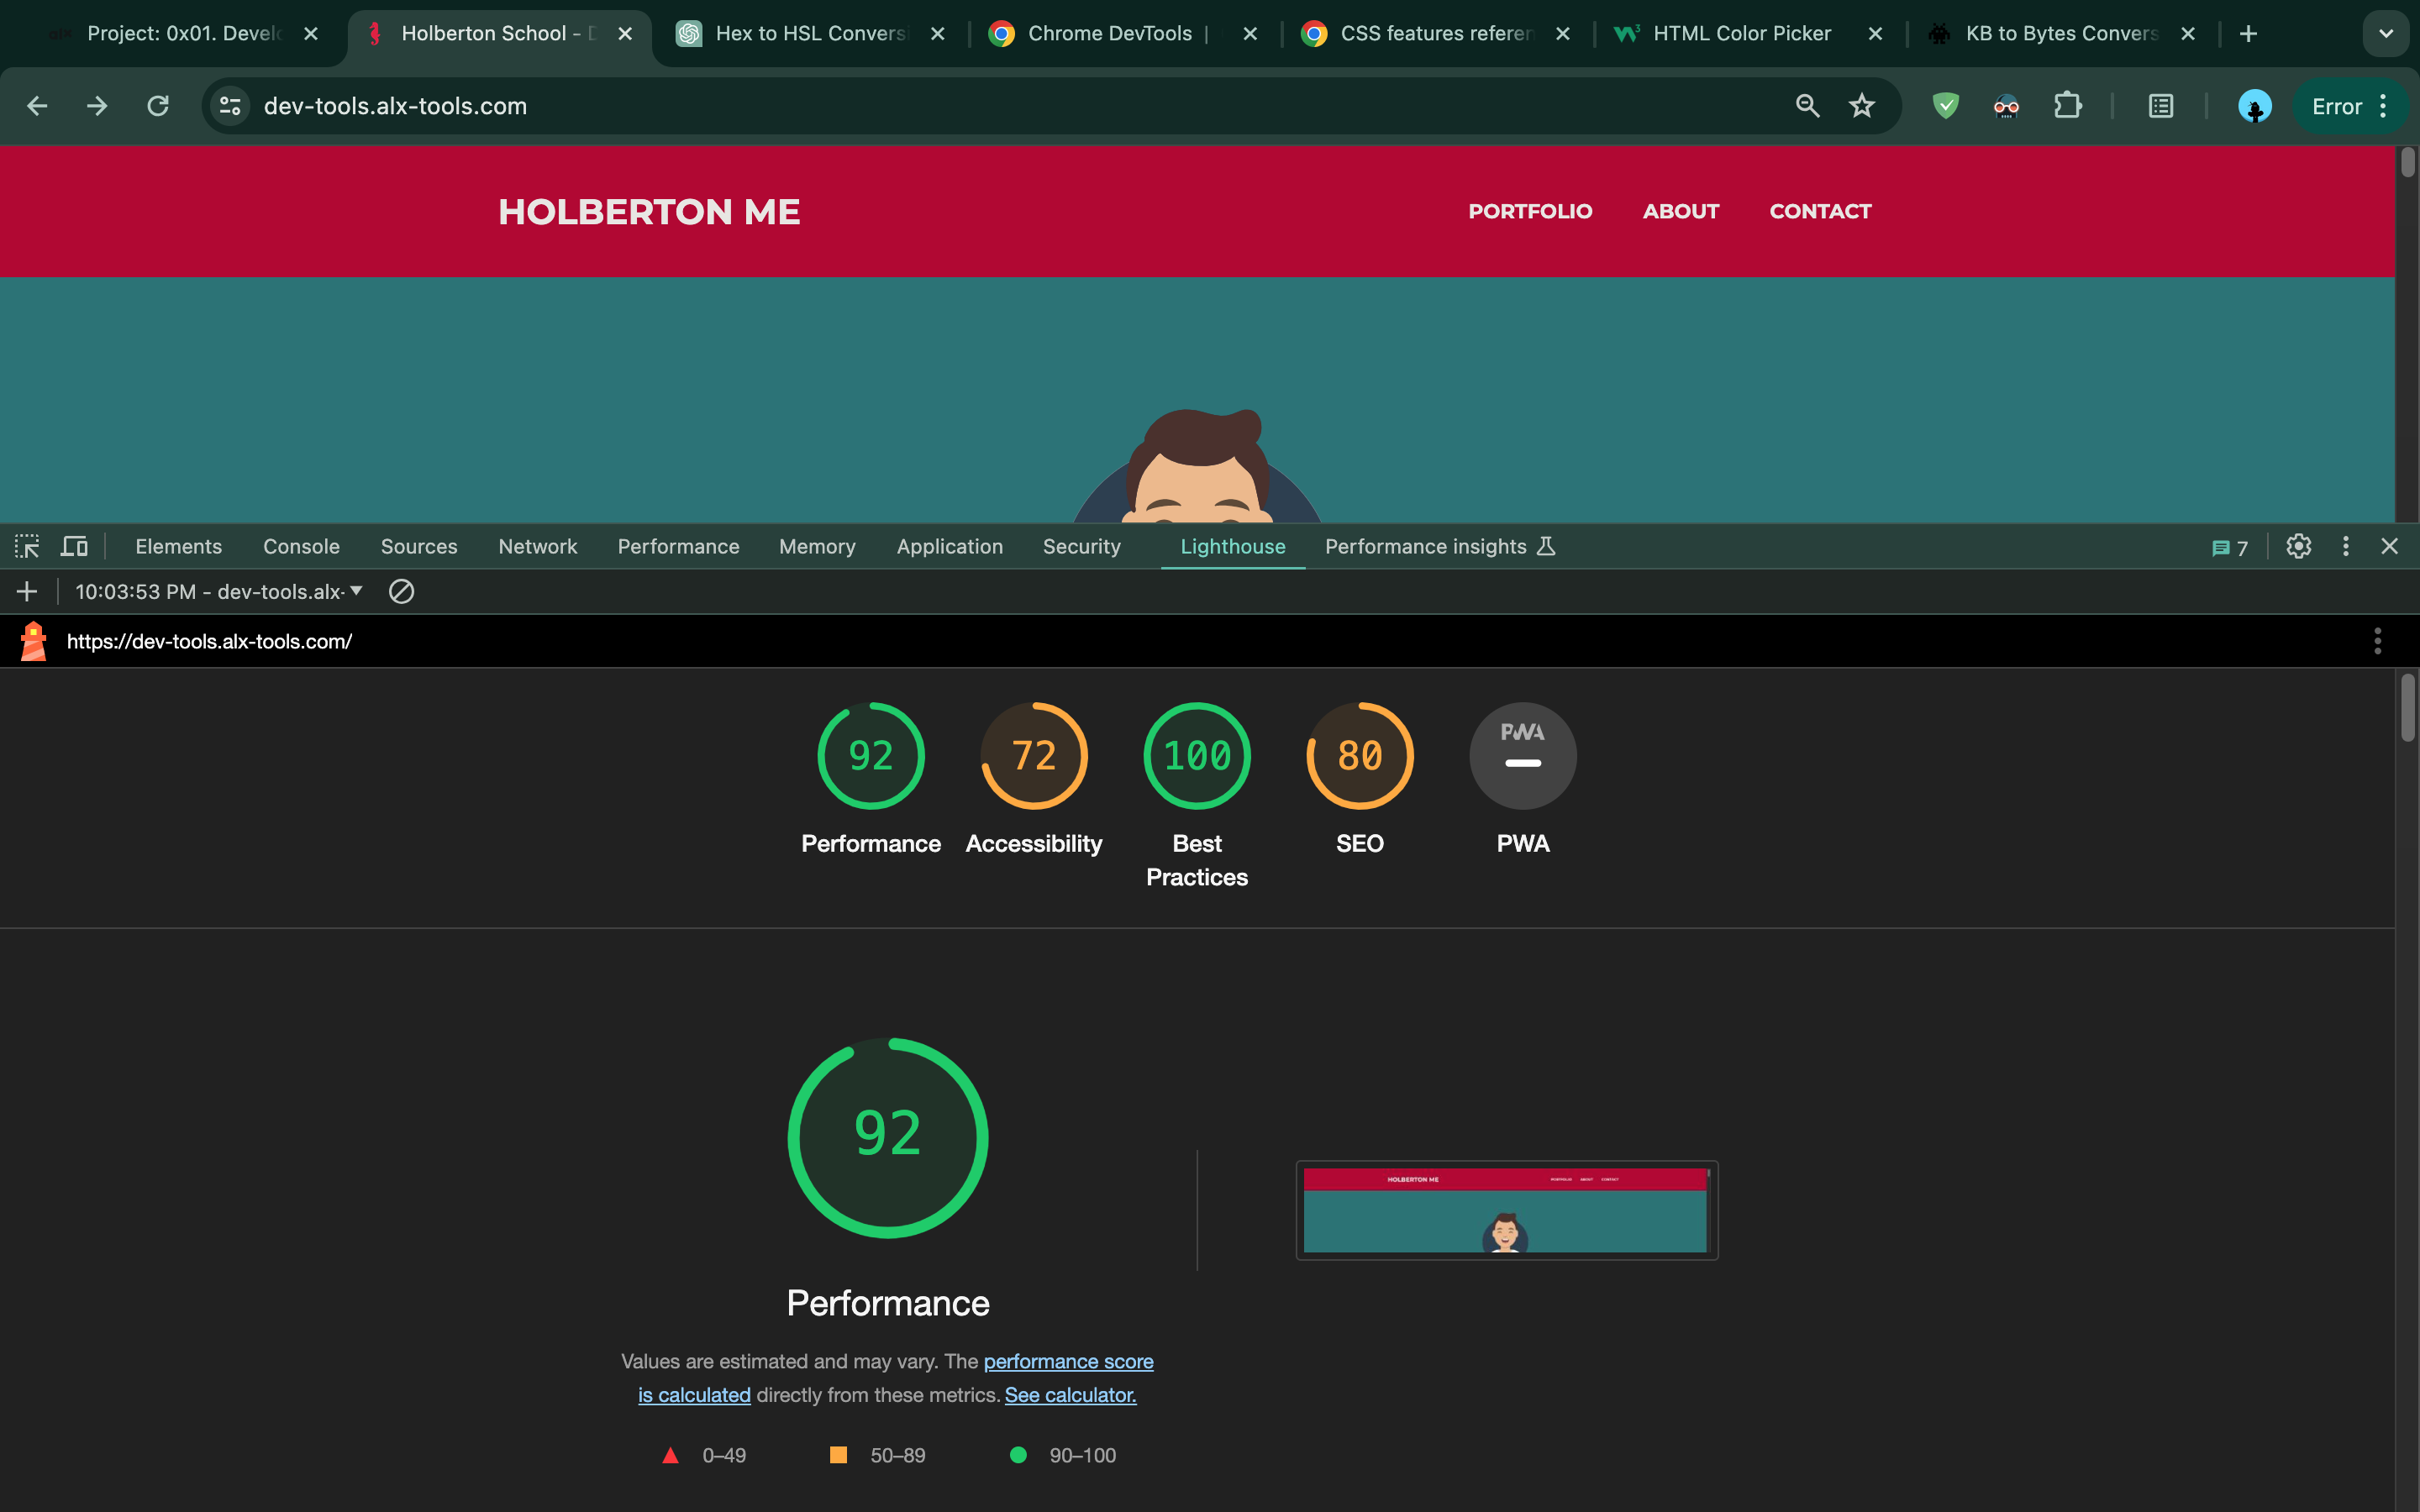 alx Project: 0x01. Develo
Holberton School - D
Hex to HSL Convers
Chrome DevTools |
CSS features referen
HTML Color Picker
KB to Bytes Convers
dev-tools.alx-tools.com
Error
HOLBERTON ME
PORTFOLIO ABOUT CONTACT
Elements Console Sources Network Performance Memory Application Security Lighthouse Performance insights 7
10:03:53 PM - dev-tools.alx-
https://dev-tools.alx-tools.com/
92 72 100 80 PWA
Performance Accessibility Best Practices SEO PWA
92
HOLBERTON ME PORTFOLIO ABOUT CONTACT
Performance
Values are estimated and may vary. The performance score
is calculated directly from these metrics. See calculator.
0–49 50–89 90–100